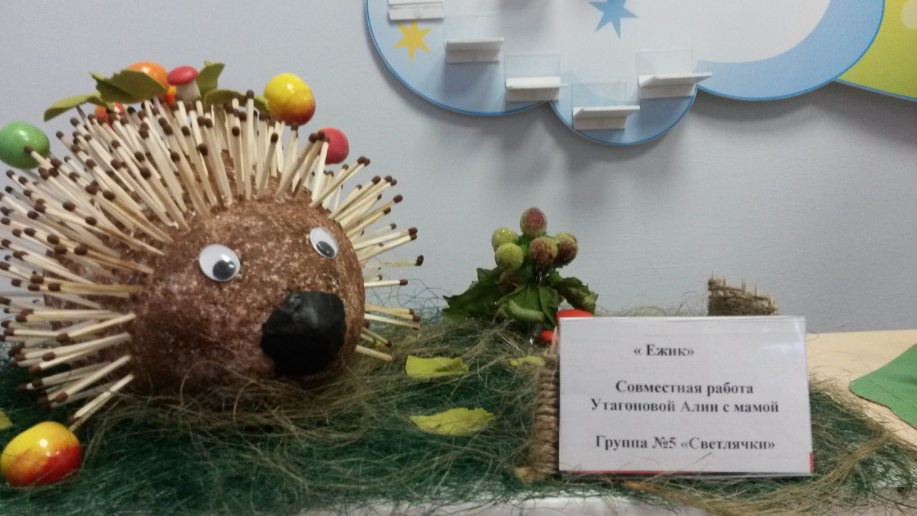 « Ежик»
Совместная работа
Утагоновой Алии с мамой
Группа №5 «Светлячки»